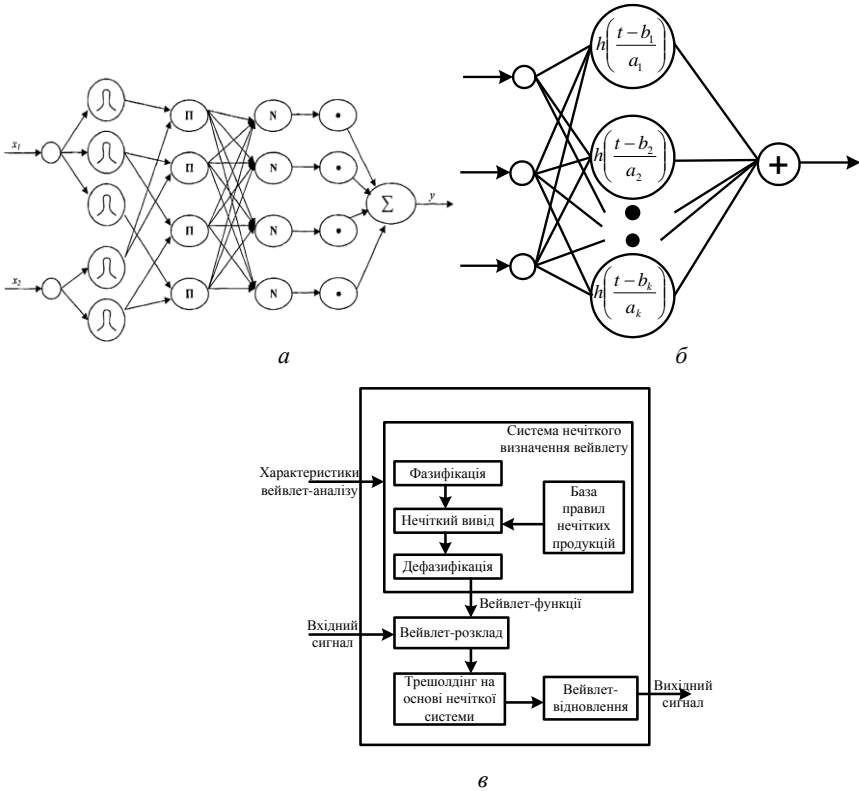 x1
x2
П
П
П
П
N
N
N
N
Σ
y
а
h((t−b1)/a1)
h((t−b2)/a2)
h((t−bk)/ak)
+
б
Система нечіткого
визначення вейвлету
Характеристики
вейвлет-аналізу
Фазифікація
Нечіткий вивід
Дефазифікація
База
правил
нечітких
продукцій
Вейвлет-функції
Вхідний
сигнал
Вейвлет-розклад
Трешолдінг на
основі нечіткої
системи
Вейвлет-
відновлення
Вихідний
сигнал
в